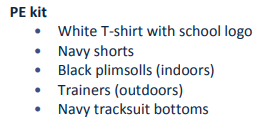 PE kit
• White T-shirt with school logo
• Navy shorts
• Black plimsolls (indoors)
• Trainers (outdoors)
• Navy tracksuit bottoms